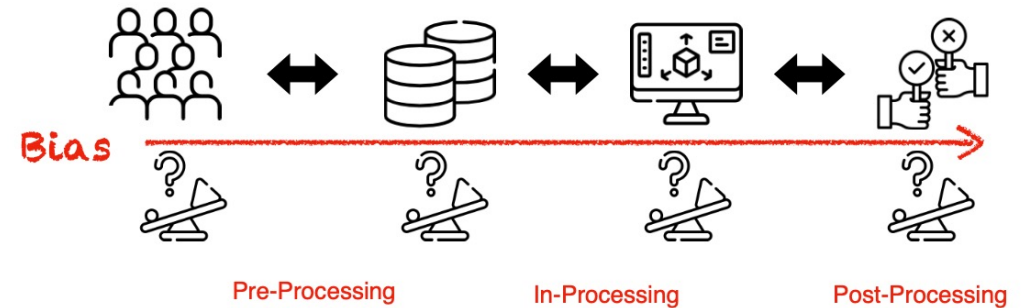 Bias
? ? ? ?
Pre-Processing In-Processing Post-Processing